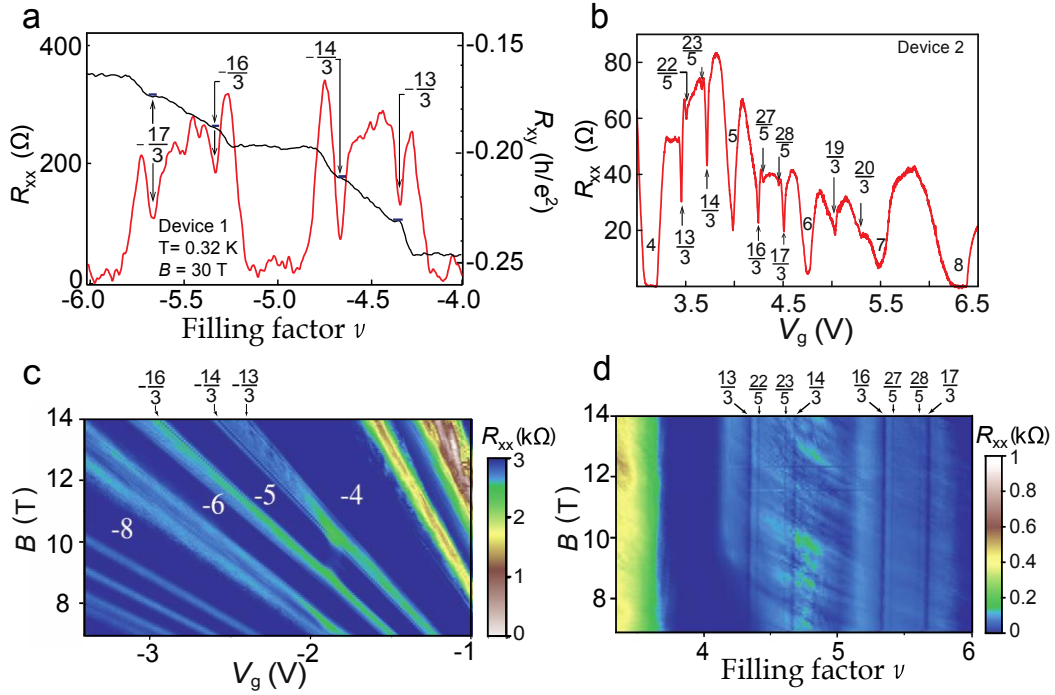 a
400
200
0
R_xx (Ω)
-0.15
-0.20
-0.25
R_xy (h/e²)
-16/3
-14/3
-13/3
-17/3
Device 1
T= 0.32 K
B = 30 T
-6.0 -5.5 -5.0 -4.5 -4.0
Filling factor ν
b
Device 2
80
60
40
20
R_xx (Ω)
23/5
22/5
27/5
28/5
19/3
20/3
4 5 6 7 8
13/3
14/3
16/3
17/3
3.5 4.5 5.5 6.5
V_g (V)
c
-16/3 -14/3 -13/3
14
12
10
8
B (T)
-8 -6 -5 -4
-3 -2 -1
V_g (V)
R_xx (kΩ)
3
2
1
0
d
13/3 22/5 23/5 14/3 16/3 27/5 28/5 17/3
14
12
10
8
B (T)
4 5 6
Filling factor ν
R_xx (kΩ)
1
0.8
0.6
0.4
0.2
0